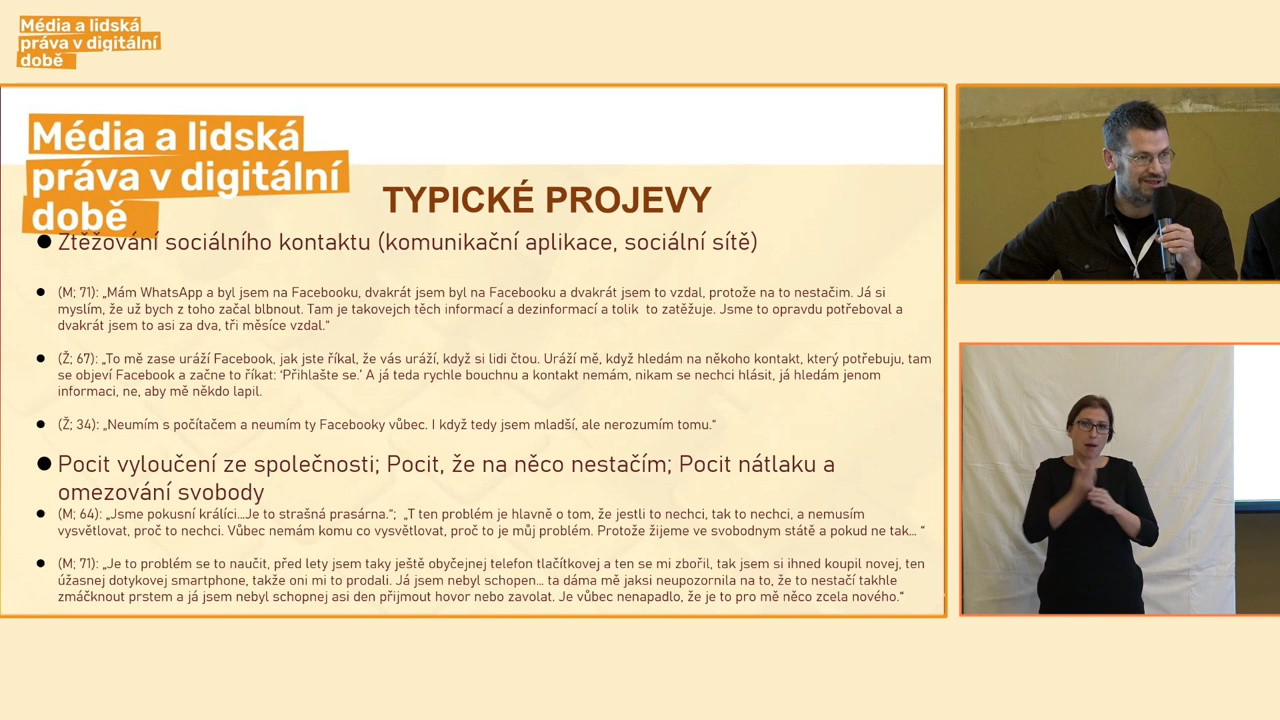 Média a lidská
práva v digitální
době
Média a lidská
práva v digitální
době
TYPICKÉ PROJEVY
Ztěžování sociálního kontaktu (komunikační aplikace, sociální sítě)
(M; 71): „Mám WhatsApp a byl jsem na Facebooku, dvakrát jsem byl na Facebooku a dvakrát jsem to vzdal, protože na to nestačim. Já si
myslím, že už bych z toho začal blbnout. Tam je takovejch těch informací a dezinformací a tolik to zatěžuje. Jsme to opravdu potřeboval a
dvakrát jsem to asi za dva, tři měsíce vzdal.“
(Ž; 67): „To mě zase uráží Facebook, jak jste říkal, že vás uráží, když si lidi čtou. Uráží mě, když hledám na někoho kontakt, který potřebuju, tam
se objeví Facebook a začne to říkat: ‘Přihlašte se.’ A já teda rychle bouchnu a kontakt nemám, nikam se nechci hlásit, já hledám jenom
informaci, ne, aby mě někdo lapil.
(Ž; 34): „Neumím s počítačem a neumím ty Facebooky vůbec. I když tedy jsem mladší, ale nerozumím tomu.“
Pocit vyloučení ze společnosti; Pocit, že na něco nestačím; Pocit nátlaku a
omezování svobody
(M; 64): „Jsme pokusní králíci...Je to strašná prasárna.“; „T ten problém je hlavně o tom, že jestli to nechci, tak to nechci, a nemusím
vysvětlovat, proč to nechci. Vůbec nemám komu co vysvětlovat, proč to je můj problém. Protože žijeme ve svobodnym státě a pokud ne tak... “
(M; 71): „Je to problém se to naučit, před lety jsem taky ještě obyčejnej telefon tlačítkovej a ten se mi zbořil, tak jsem si ihned koupil novej, ten
úžasnej dotykovej smartphone, takže oni mi to prodali. Já jsem nebyl schopen... ta dáma mě jaksi neupozornila na to, že to nestačí takhle
zmáčknout prstem a já jsem nebyl schopnej asi den přijmout hovor nebo zavolat. Je vůbec nenapadlo, že je to pro mě něco zcela nového.“